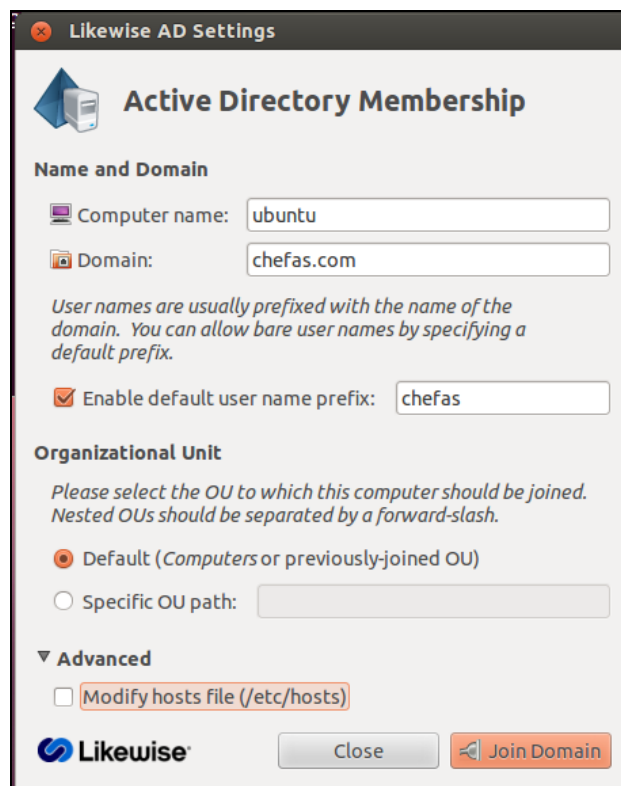 Likewise AD Settings
Active Directory Membership
Name and Domain
Computer name: ubuntu
Domain: chefas.com
User names are usually prefixed with the name of the
domain. You can allow bare user names by specifying a
default prefix.
Enable default user name prefix: chefas
Organizational Unit
Please select the OU to which this computer should be joined.
Nested OUs should be separated by a forward-slash.
Default (Computers or previously-joined OU)
Specific OU path:
Advanced
Modify hosts file (/etc/hosts)
Likewise Close Join Domain